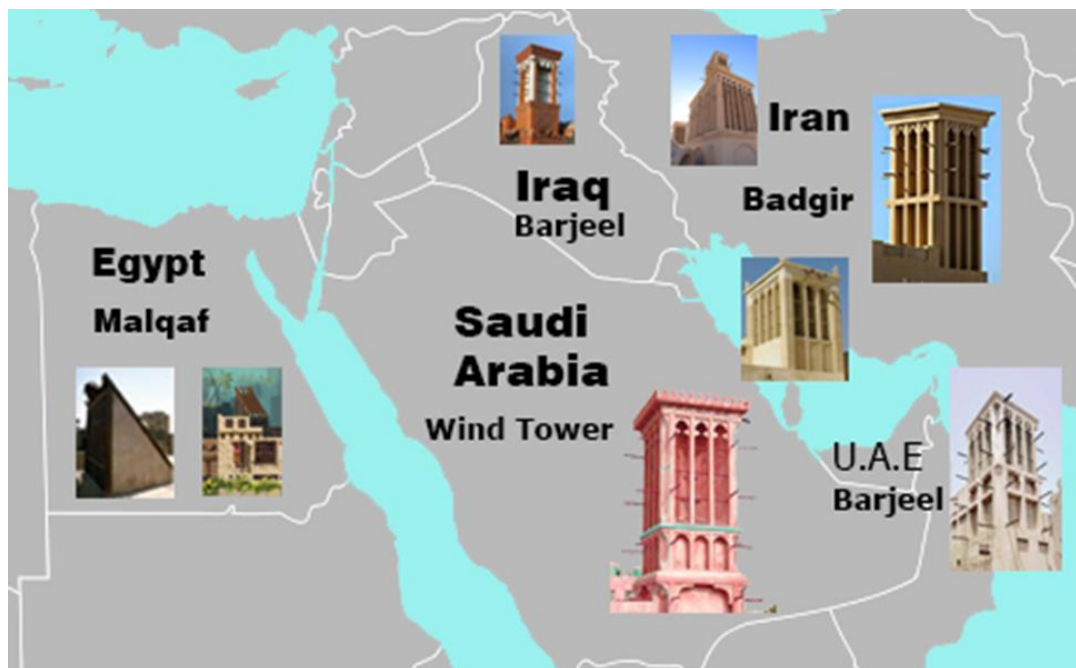 Iran
Badgir
Iraq
Barjeel
Egypt
Malqaf
Saudi
Arabia
Wind Tower
U.A.E
Barjeel